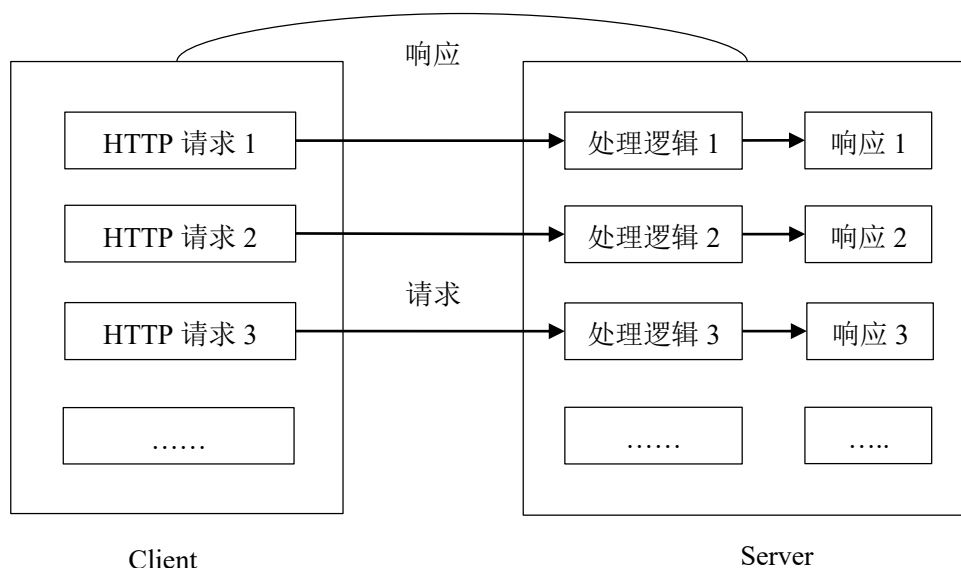 响应
HTTP 请求 1
处理逻辑 1
响应 1
HTTP 请求 2
处理逻辑 2
响应 2
请求
HTTP 请求 3
处理逻辑 3
响应 3
……
……
…..
Client
Server